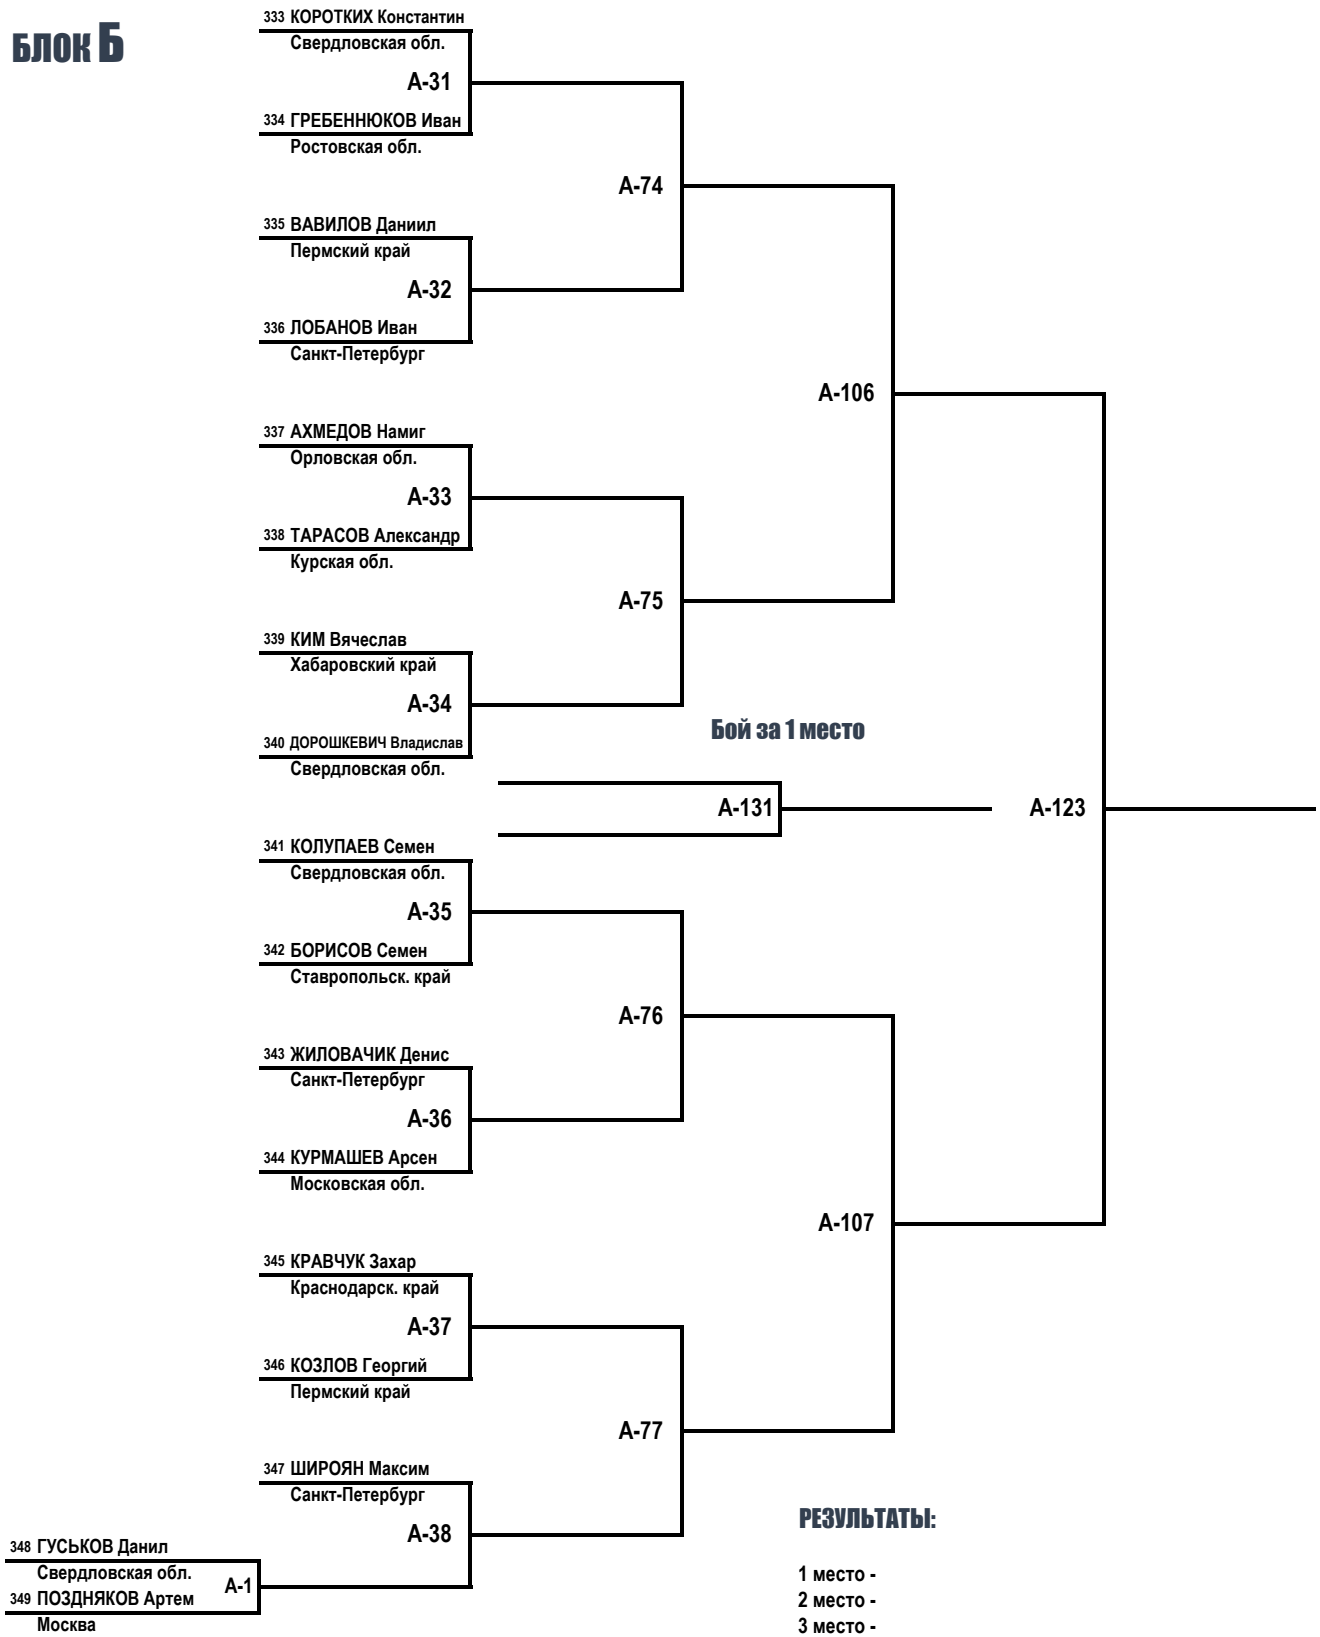 БЛОК Б
333 КОРОТКИХ Константин
Свердловская обл.
А-31
334 ГРЕБЕННЮКОВ Иван
Ростовская обл.
А-74
335 ВАВИЛОВ Даниил
Пермский край
А-32
336 ЛОБАНОВ Иван
Санкт-Петербург
А-106
337 АХМЕДОВ Намиг
Орловская обл.
А-33
338 ТАРАСОВ Александр
Курская обл.
А-75
339 КИМ Вячеслав
Хабаровский край
А-34
Бой за 1 место
340 ДОРОШКЕВИЧ Владислав
Свердловская обл.
А-131
А-123
341 КОЛУПАЕВ Семен
Свердловская обл.
А-35
342 БОРИСОВ Семен
Ставропольск. край
А-76
343 ЖИЛОВАЧИК Денис
Санкт-Петербург
А-36
344 КУРМАШЕВ Арсен
Московская обл.
А-107
345 КРАВЧУК Захар
Краснодарск. край
А-37
346 КОЗЛОВ Георгий
Пермский край
А-77
347 ШИРОЯН Максим
Санкт-Петербург
А-38
348 ГУСЬКОВ Данил
Свердловская обл.
А-1
349 ПОЗДНЯКОВ Артем
Москва
РЕЗУЛЬТАТЫ:
1 место -
2 место -
3 место -